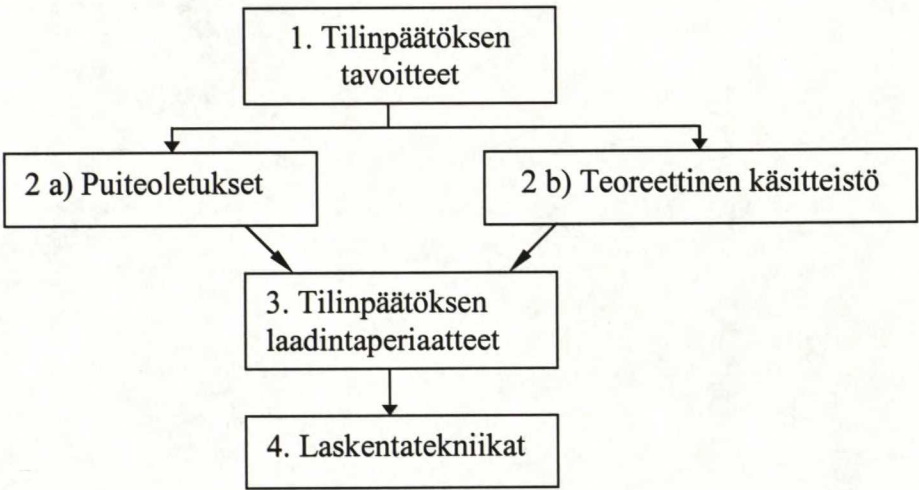 1. Tilinpäätöksen
tavoitteet
2 a) Puiteoletukset
2 b) Teoreettinen käsitteistö
3. Tilinpäätöksen
laadintaperiaatteet
4. Laskentatekniikat